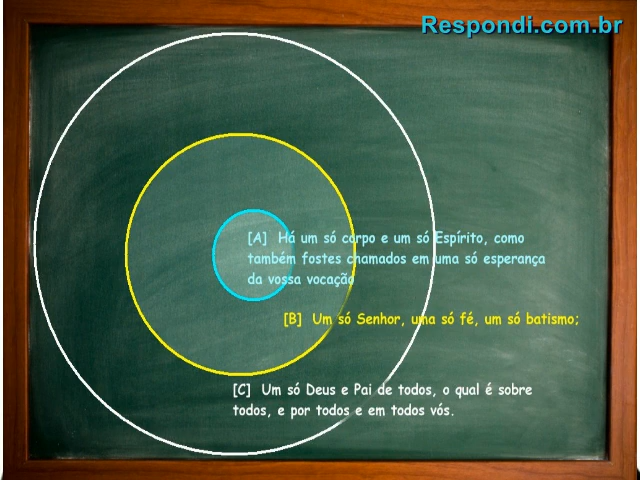 Respondi.com.br
[A] Há um só corpo e um só Espírito, como
também fostes chamados em uma só esperança
da vossa vocação
[B] Um só Senhor, uma só fé, um só batismo;
[C] Um só Deus e Pai de todos, o qual é sobre
todos, e por todos e em todos vós.